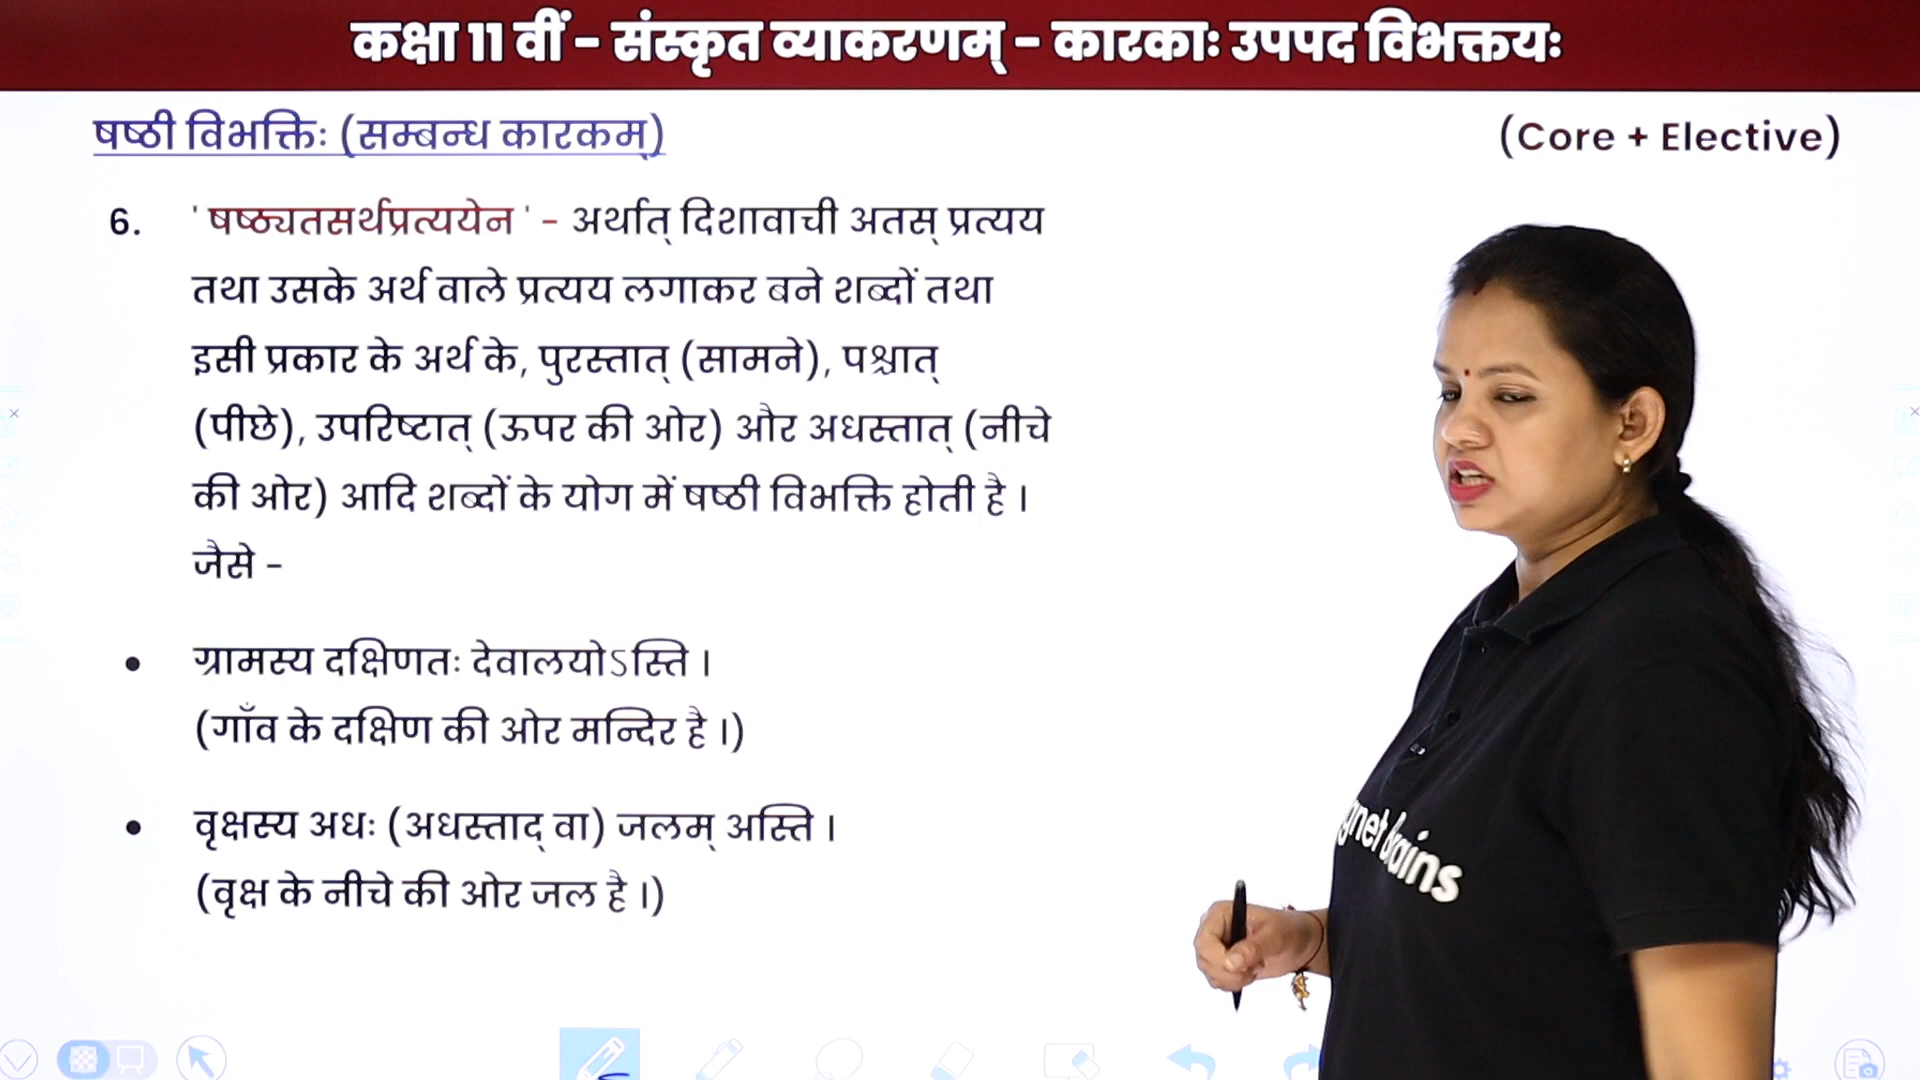 कक्षा 11 वीं - संस्कृत व्याकरणम् - कारकाः उपपद विभक्तयः
षष्ठी विभक्तिः (सम्बन्ध कारकम्)
(Core + Elective)
6. ' षष्ठ्यतसर्थप्रत्ययेन ' - अर्थात् दिशावाची अतस् प्रत्यय
तथा उसके अर्थ वाले प्रत्यय लगाकर बने शब्दों तथा
इसी प्रकार के अर्थ के, पुरस्तात् (सामने), पश्चात्
(पीछे), उपरिष्टात् (ऊपर की ओर) और अधस्तात् (नीचे
की ओर) आदि शब्दों के योग में षष्ठी विभक्ति होती है ।
जैसे -
• ग्रामस्य दक्षिणतः देवालयोऽस्ति ।
(गाँव के दक्षिण की ओर मन्दिर है ।)
• वृक्षस्य अधः (अधस्ताद् वा) जलम् अस्ति ।
(वृक्ष के नीचे की ओर जल है ।)
gnet brains